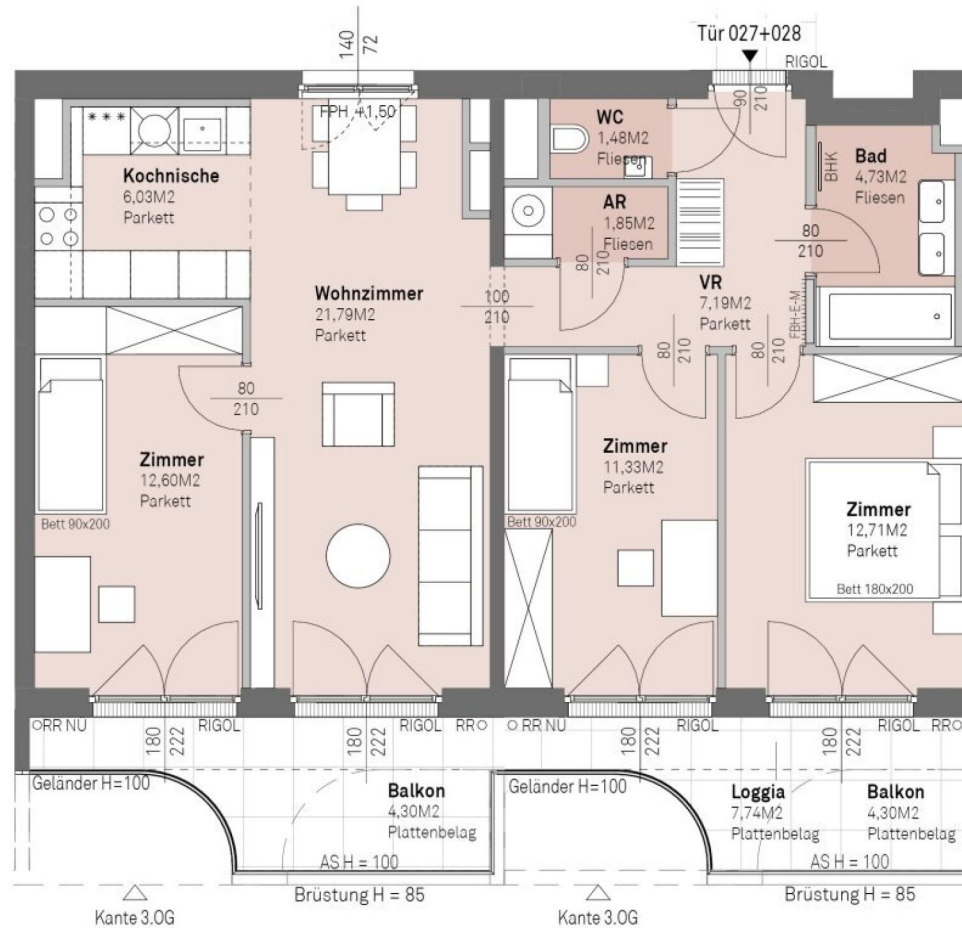 140
72
Tür 027+028
RIGOL
FPH +1,50
90
210
WC
1,48M2
Fliesen
Kochnische
6,03M2
Parkett
BHK
Bad
4,73M2
Fliesen
AR
1,85M2
Fliesen
80
210
80
210
Wohnzimmer
21,79M2
Parkett
100
210
VR
7,19M2
Parkett
FBH-E-M
80
210
80
210
80
210
Zimmer
12,60M2
Parkett
Zimmer
11,33M2
Parkett
Zimmer
12,71M2
Parkett
Bett 90x200
Bett 90x200
Bett 180x200
RR NU
RIGOL
RR
RR NU
RIGOL
RIGOL
RR
180
222
180
222
180
222
180
222
Geländer H=100
Balkon
4,30M2
Plattenbelag
Geländer H=100
Loggia
7,74M2
Plattenbelag
Balkon
4,30M2
Plattenbelag
AS H = 100
AS H = 100
Brüstung H = 85
Brüstung H = 85
Kante 3.OG
Kante 3.OG